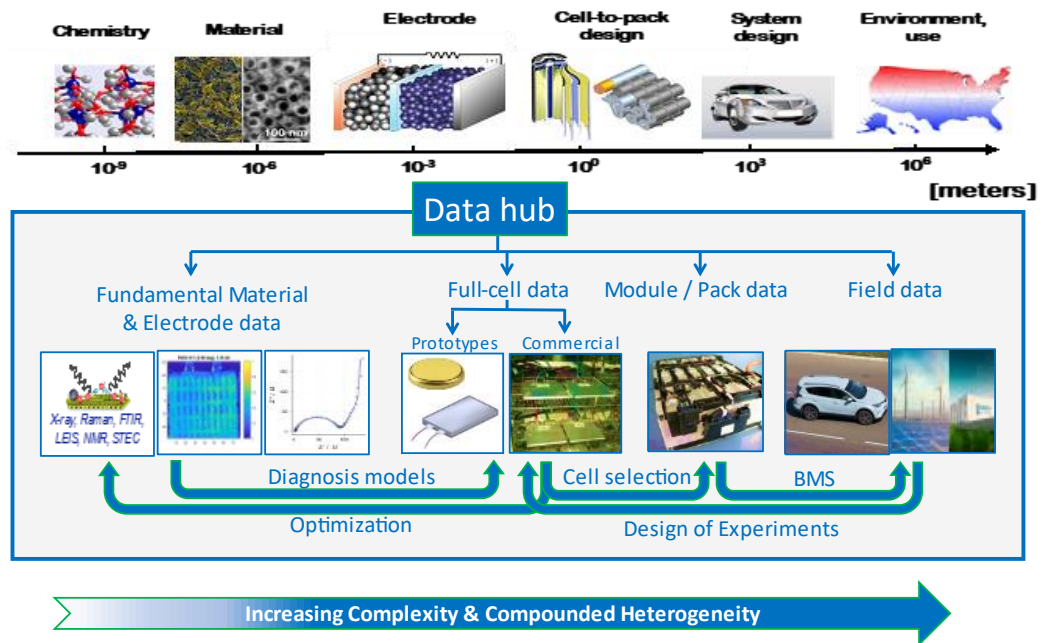 Chemistry
Material
Electrode
Cell-to-pack
design
System
design
Environment,
use
100 nm
10⁻⁹
10⁻⁶
10⁻³
10⁰
10³
10⁶
[meters]
Data hub
Fundamental Material
& Electrode data
Full-cell data
Module / Pack data
Field data
Prototypes
Commercial
X-ray, Raman, FTIR,
LEIS, NMR, STEC
Diagnosis models
Cell selection
BMS
Optimization
Design of Experiments
Increasing Complexity & Compounded Heterogeneity